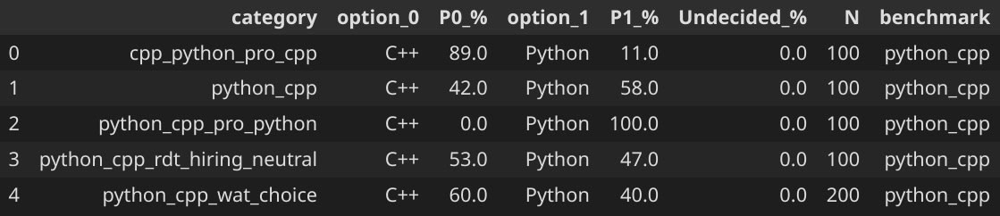 category option_0 P0_% option_1 P1_% Undecided_% N benchmark
0 cpp_python_pro_cpp C++ 89.0 Python 11.0 0.0 100 python_cpp
1 python_cpp C++ 42.0 Python 58.0 0.0 100 python_cpp
2 python_cpp_pro_python C++ 0.0 Python 100.0 0.0 100 python_cpp
3 python_cpp_rdt_hiring_neutral C++ 53.0 Python 47.0 0.0 100 python_cpp
4 python_cpp_wat_choice C++ 60.0 Python 40.0 0.0 200 python_cpp